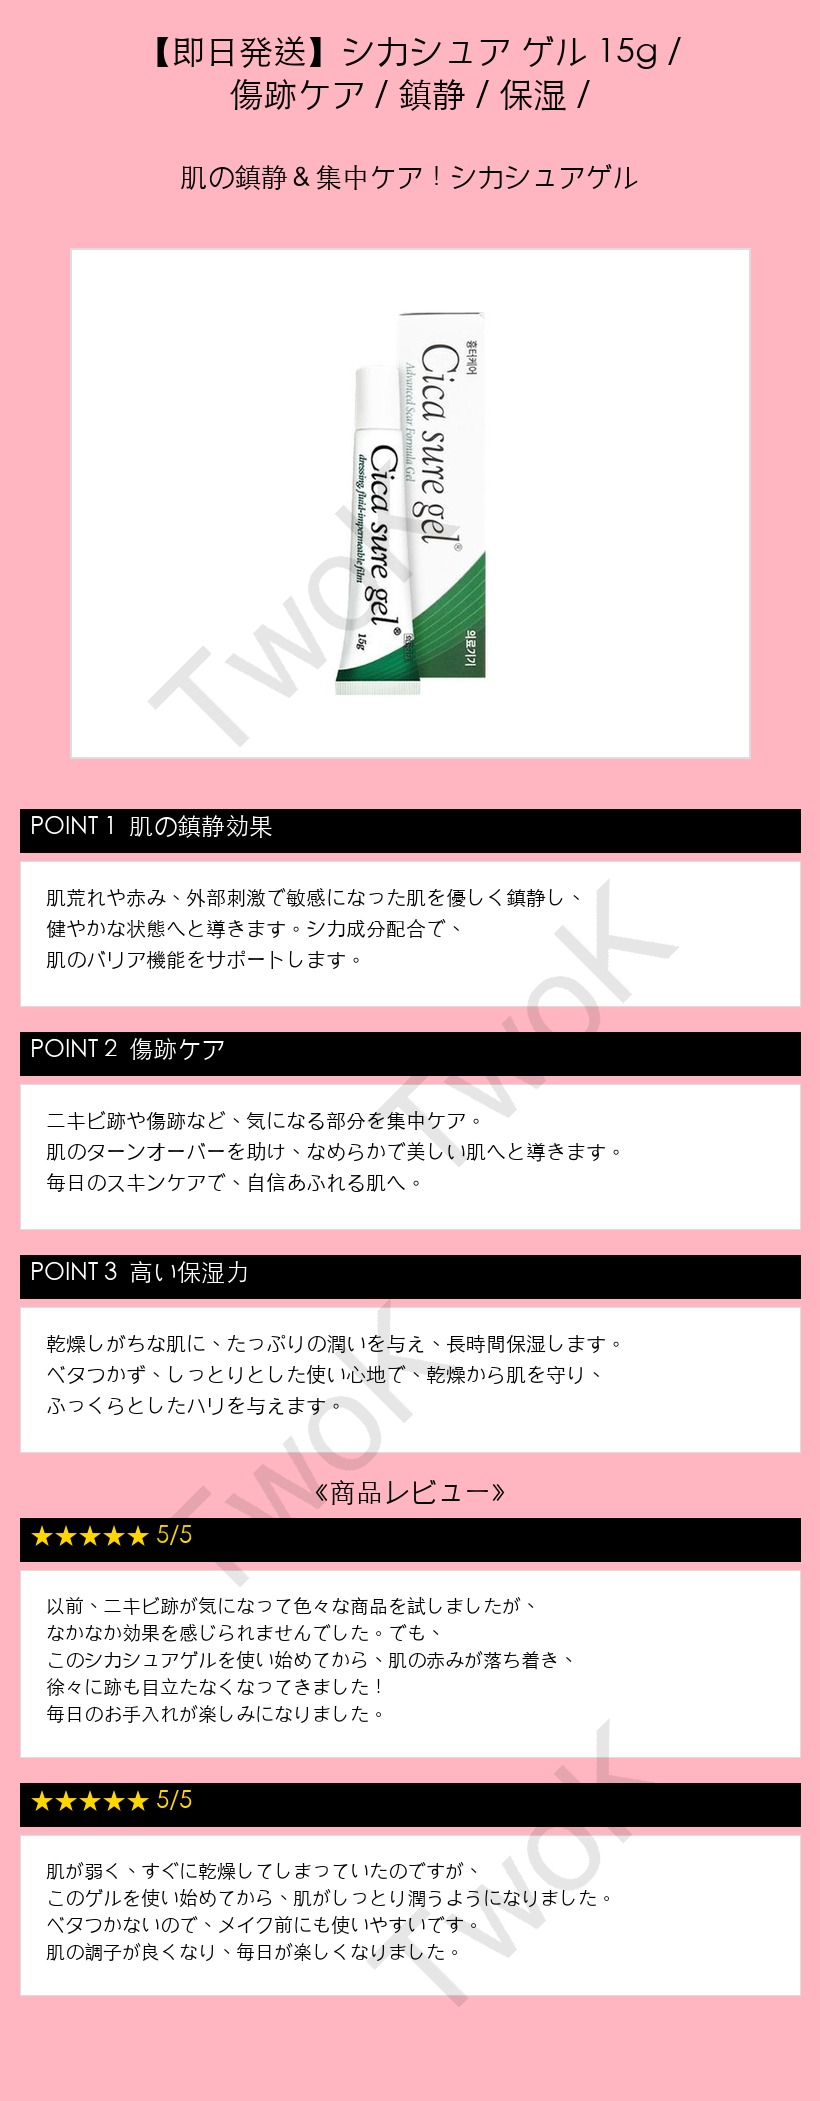 【即日発送】シカシュア ゲル 15g /
傷跡ケア / 鎮静 / 保湿 /
肌の鎮静＆集中ケア！シカシュアゲル
흉터케어
Cica sure gel®
Advanced Scar Formula Gel
의료기기
Cica sure gel®
dressing, fluid-impermeable film
15g
TwoK
POINT 1 肌の鎮静効果
肌荒れや赤み、外部刺激で敏感になった肌を優しく鎮静し、
健やかな状態へと導きます。シカ成分配合で、
肌のバリア機能をサポートします。
TwoK
POINT 2 傷跡ケア
ニキビ跡や傷跡など、気になる部分を集中ケア。
肌のターンオーバーを助け、なめらかで美しい肌へと導きます。
毎日のスキンケアで、自信あふれる肌へ。
POINT 3 高い保湿力
乾燥しがちな肌に、たっぷりの潤いを与え、長時間保湿します。
ベタつかず、しっとりとした使い心地で、乾燥から肌を守り、
ふっくらとしたハリを与えます。
TwoK
《商品レビュー》
★★★★★ 5/5
以前、ニキビ跡が気になって色々な商品を試しましたが、
なかなか効果を感じられませんでした。でも、
このシカシュアゲルを使い始めてから、肌の赤みが落ち着き、
徐々に跡も目立たなくなってきました！
毎日のお手入れが楽しみになりました。
★★★★★ 5/5
肌が弱く、すぐに乾燥してしまっていたのですが、
このゲルを使い始めてから、肌がしっとり潤うようになりました。
ベタつかないので、メイク前にも使いやすいです。
肌の調子が良くなり、毎日が楽しくなりました。
TwoK